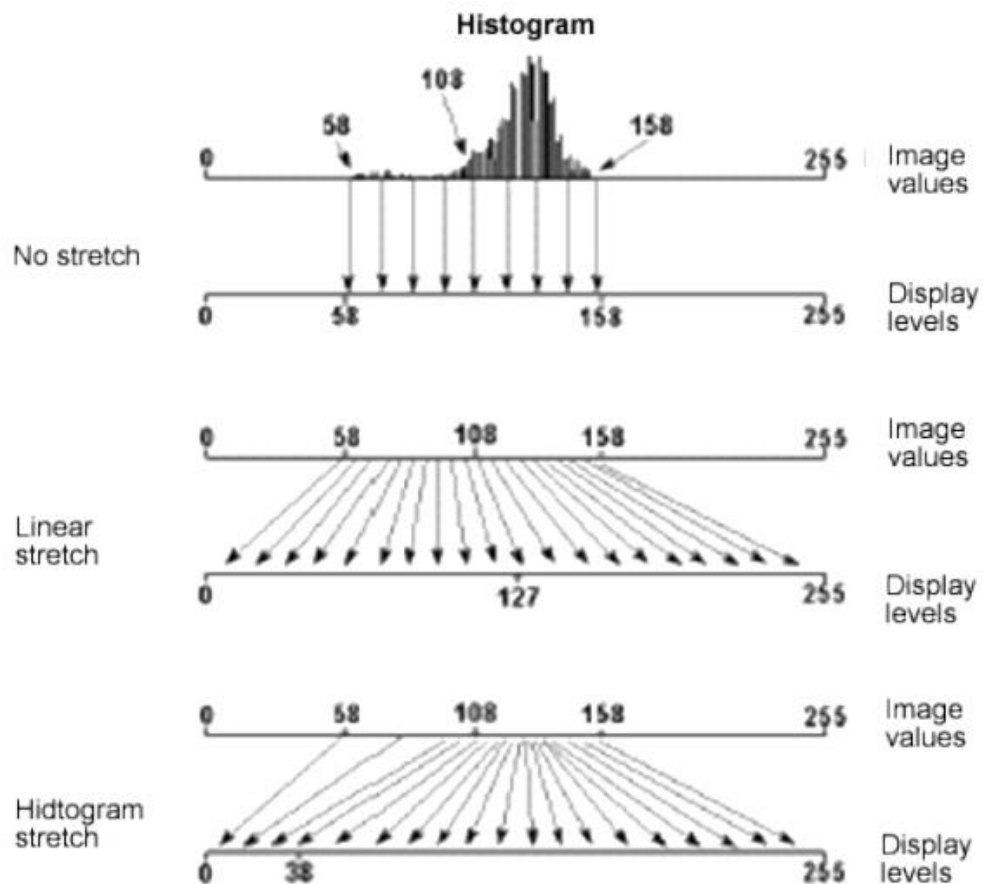 Histogram
108
58
158
0
255
Image
values
No stretch
0
58
158
255
Display
levels
0
58
108
158
255
Image
values
Linear
stretch
0
127
255
Display
levels
0
58
108
158
255
Image
values
Hidtogram
stretch
0
38
255
Display
levels